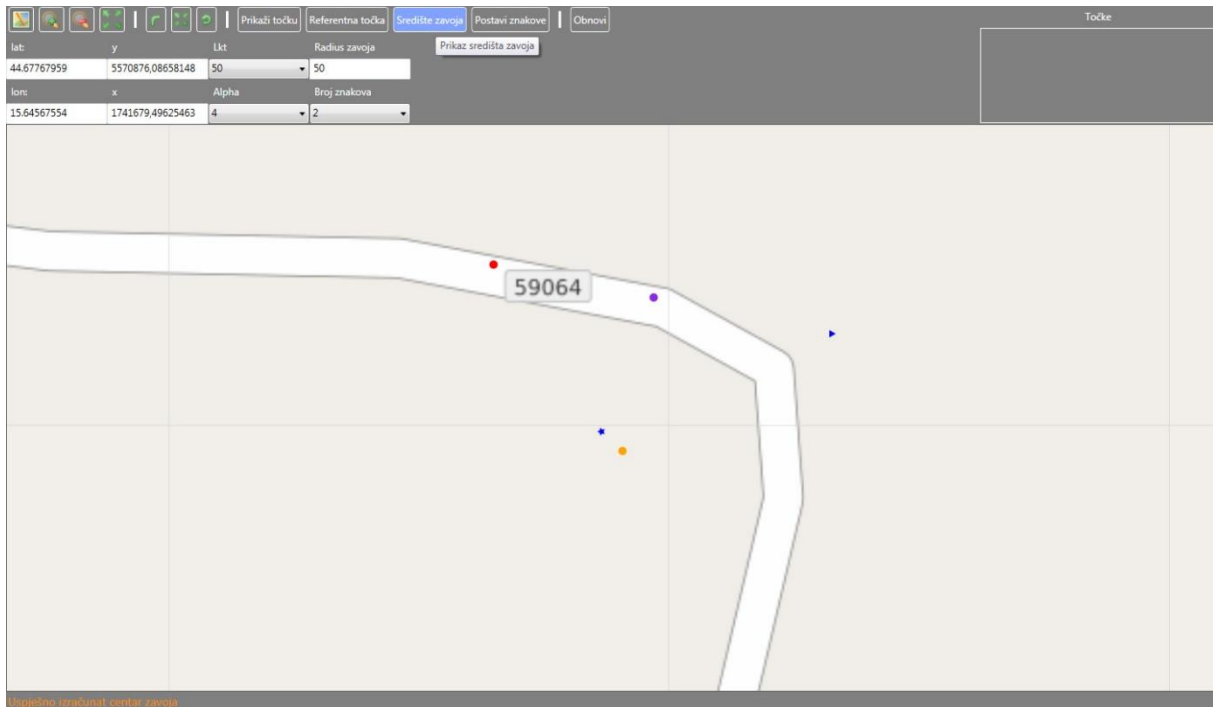 Prikaži točku Referentna točka Središte zavoja Postavi znakove Obnovi Točke
Prikaz središta zavoja
lat: y Lkt Radius zavoja
44.67767959 5570876,08658148 50 50
lon: x Alpha Broj znakova
15.64567554 1741679,49625463 4 2
59064
Uspješno izračunat centar zavoja